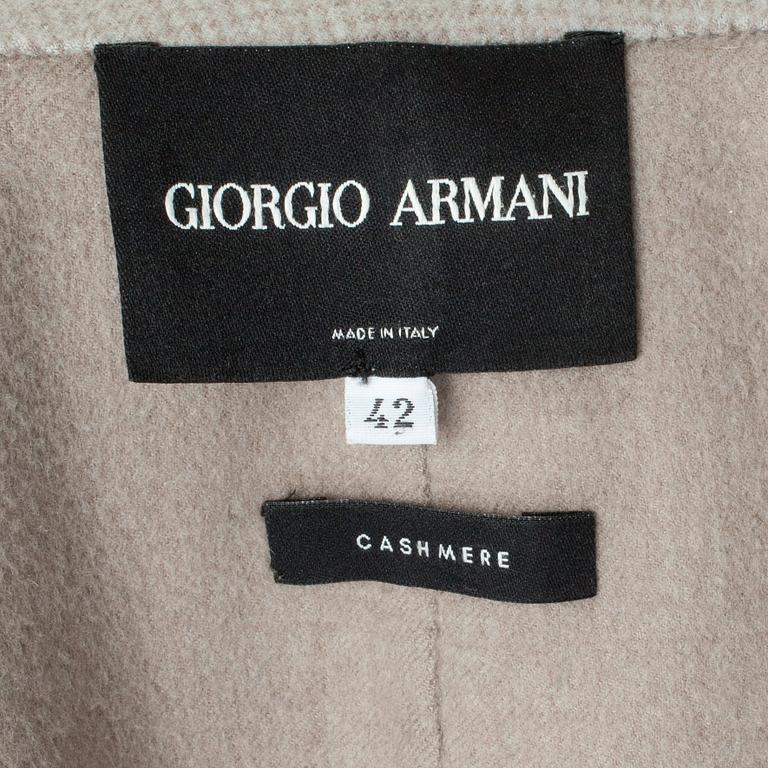 GIORGIO ARMANI
MADE IN ITALY
42
CASHMERE